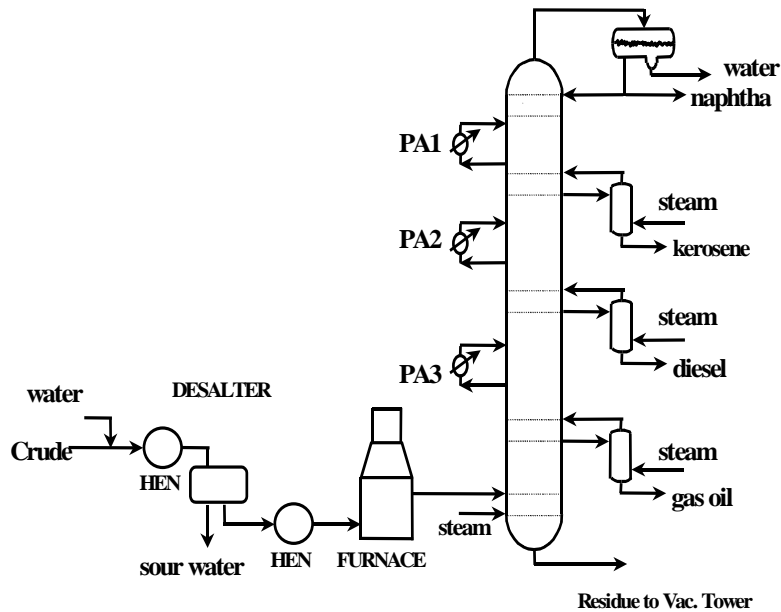 water
naphtha
PA1
steam
kerosene
PA2
steam
diesel
PA3
DESALTER
water
Crude
HEN
steam
gas oil
steam
sour water
HEN
FURNACE
Residue to Vac. Tower